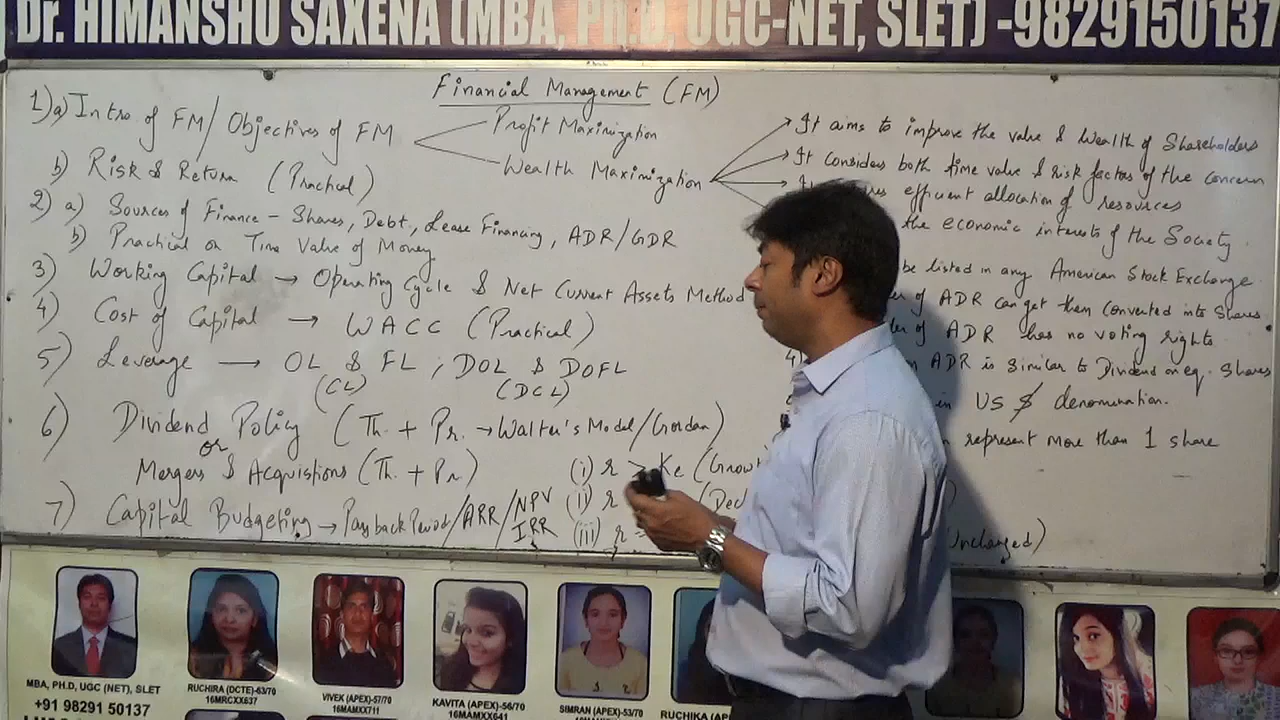 Dr. HIMANSHU SAXENA (MBA, Ph.D, UGC-NET, SLET) -9829150137
Financial Management (FM)
1) a) Intro of FM/ Objectives of FM
Profit Maximization
Wealth Maximization
It aims to improve the value & Wealth of Shareholders
It Considers both time value & risk factors of the concern
efficient allocation of resources
the economic interests of the Society.
b) Risk & Return (Practical)
2) a) Sources of Finance - Shares, Debt, Lease Financing, ADR/GDR
b) Practical on Time Value of Money
3) Working Capital → Operating Cycle & Net Current Assets Method
4) Cost of Capital → WACC (Practical)
5) Leverage → OL & FL ; DOL & DOFL
(CL) (DCL)
6) Dividend Policy (Th. + Pr. → Walter's Model/Gordan)
or
Mergers & Acquistions (Th. + Pr)
7) Capital Budgeting → Payback Period/ARR/NPV
IRR
(i) r > Ke (Growt
(ii) r (Dec
(iii) r =
Unchanged)
be listed in any American Stock Exchange.
of ADR can get them converted into Shares
of ADR has no voting rights.
4)
ADR is Similar to Dividend on eq. Shares
in US $ denomination.
represent more than 1 share
MBA, PH.D, UGC (NET), SLET
+91 98291 50137
RUCHIRA (DCTE)-63/70
16MRCXX637
VIVEK (APEX)-57/70
16MAMXX711
KAVITA (APEX)-56/70
16MAMXX641
SIMRAN (APEX)-53/70
RUCHIKA (AP